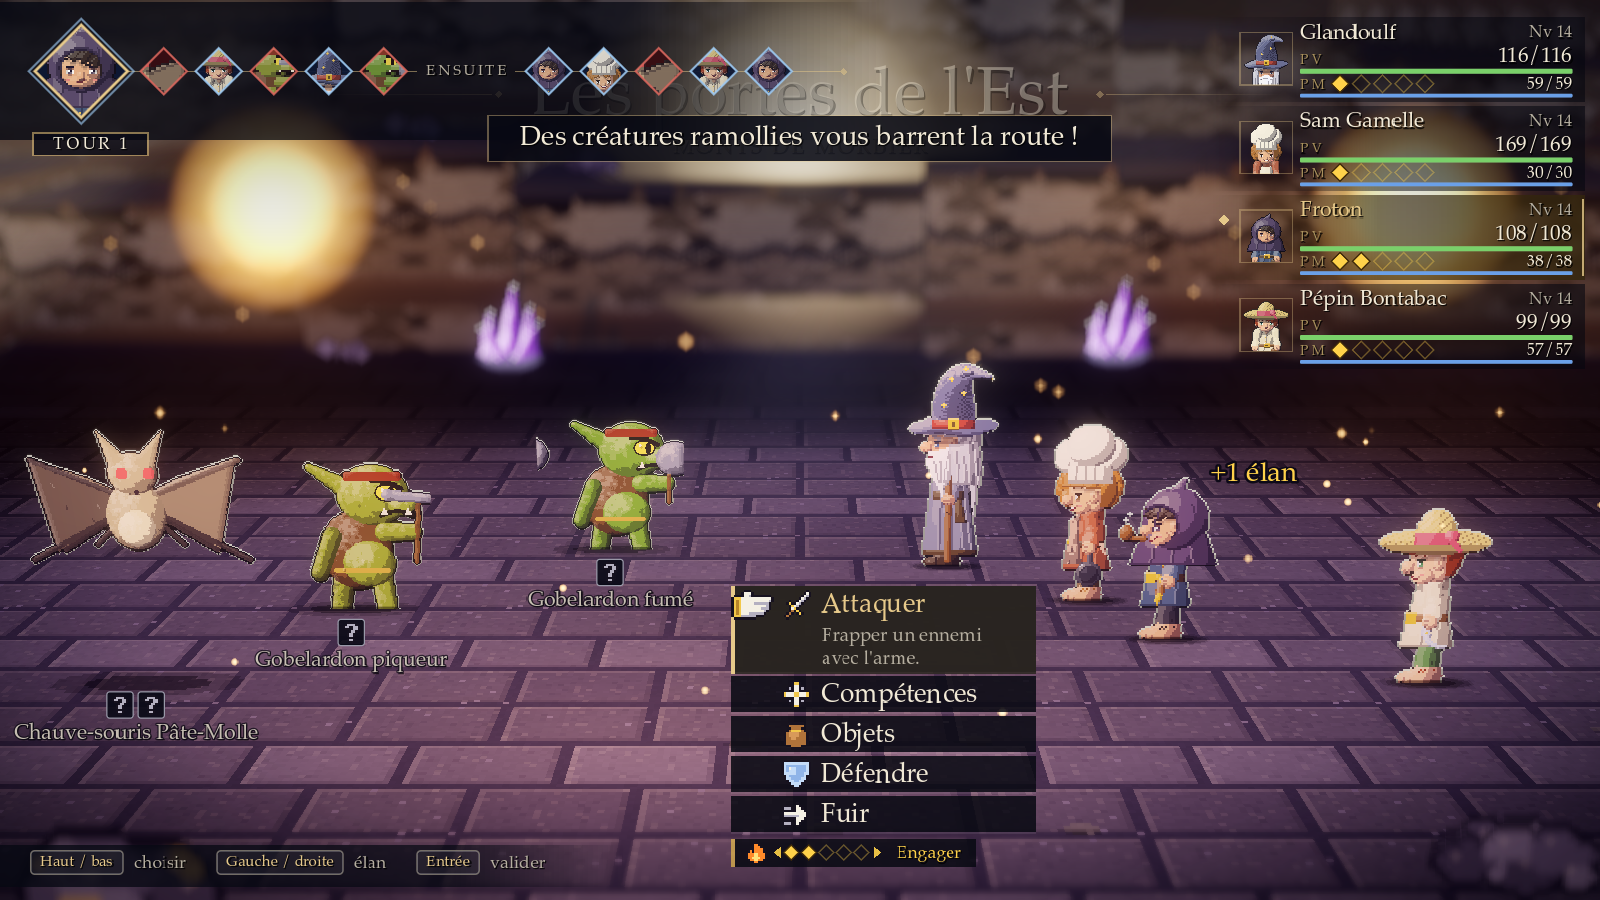 ENSUITE
Les portes de l'Est
TOUR 1
Des créatures ramollies vous barrent la route !
Glandoulf Nv 14
PV 116/116
PM 59/59
Sam Gamelle Nv 14
PV 169/169
PM 30/30
Froton Nv 14
PV 108/108
PM 38/38
Pépin Bontabac Nv 14
PV 99/99
PM 57/57
+1 élan
?
Gobelardon fumé
?
Gobelardon piqueur
? ?
Chauve-souris Pâte-Molle
Attaquer
Frapper un ennemi
avec l'arme.
Compétences
Objets
Défendre
Fuir
Engager
Haut / bas choisir Gauche / droite élan Entrée valider